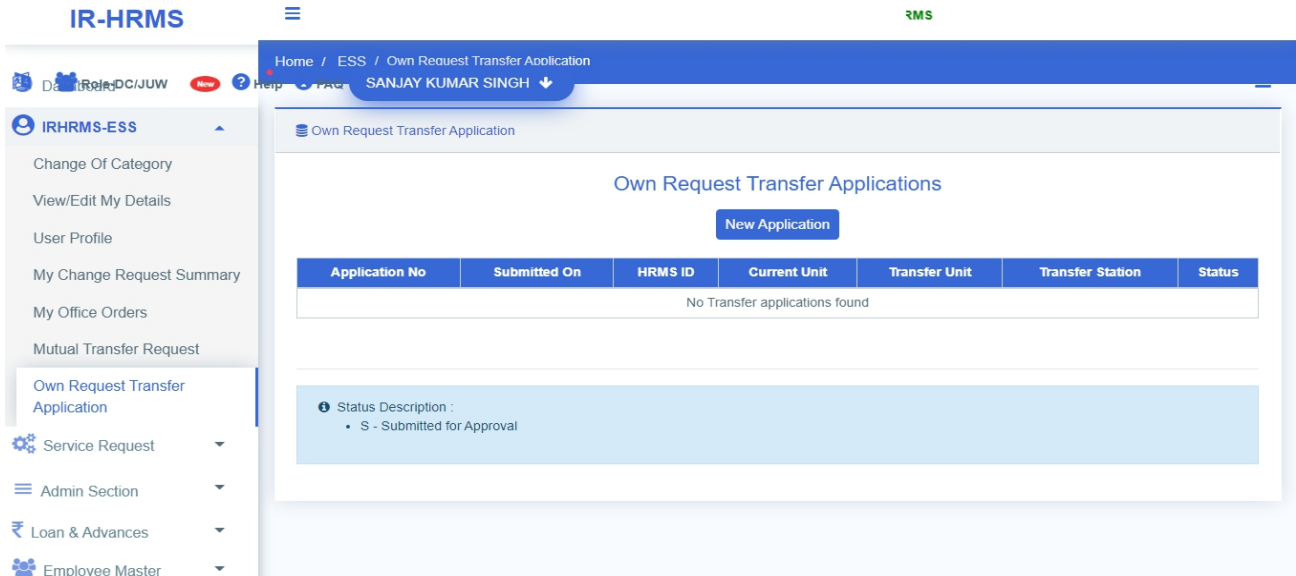 IR-HRMS
RMS
Home / ESS / Own Request Transfer Application
Role-DC/JUW New Help FAQ SANJAY KUMAR SINGH
IRHRMS-ESS
Change Of Category
View/Edit My Details
User Profile
My Change Request Summary
My Office Orders
Mutual Transfer Request
Own Request Transfer
Application
Service Request
Admin Section
₹ Loan & Advances
Employee Master
Own Request Transfer Application
Own Request Transfer Applications
New Application
Application No Submitted On HRMS ID Current Unit Transfer Unit Transfer Station Status
No Transfer applications found
Status Description :
• S - Submitted for Approval